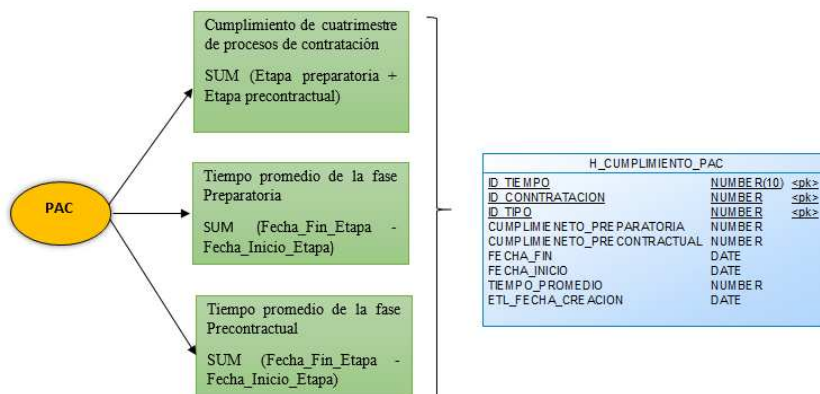 Cumplimiento de cuatrimestre
de procesos de contratación
SUM (Etapa preparatoria +
Etapa precontractual)
PAC
Tiempo promedio de la fase
Preparatoria
SUM (Fecha_Fin_Etapa -
Fecha_Inicio_Etapa)
Tiempo promedio de la fase
Precontractual
SUM (Fecha_Fin_Etapa -
Fecha_Inicio_Etapa)
H_CUMPLIMIENTO_PAC
ID_TIEMPO NUMBER(10) <pk>
ID_CONNTRATACION NUMBER <pk>
ID_TIPO NUMBER <pk>
CUMPLIMIENETO_PREPARATORIA NUMBER
CUMPLIMIENETO_PRECONTRACTUAL NUMBER
FECHA_FIN DATE
FECHA_INICIO DATE
TIEMPO_PROMEDIO NUMBER
ETL_FECHA_CREACION DATE